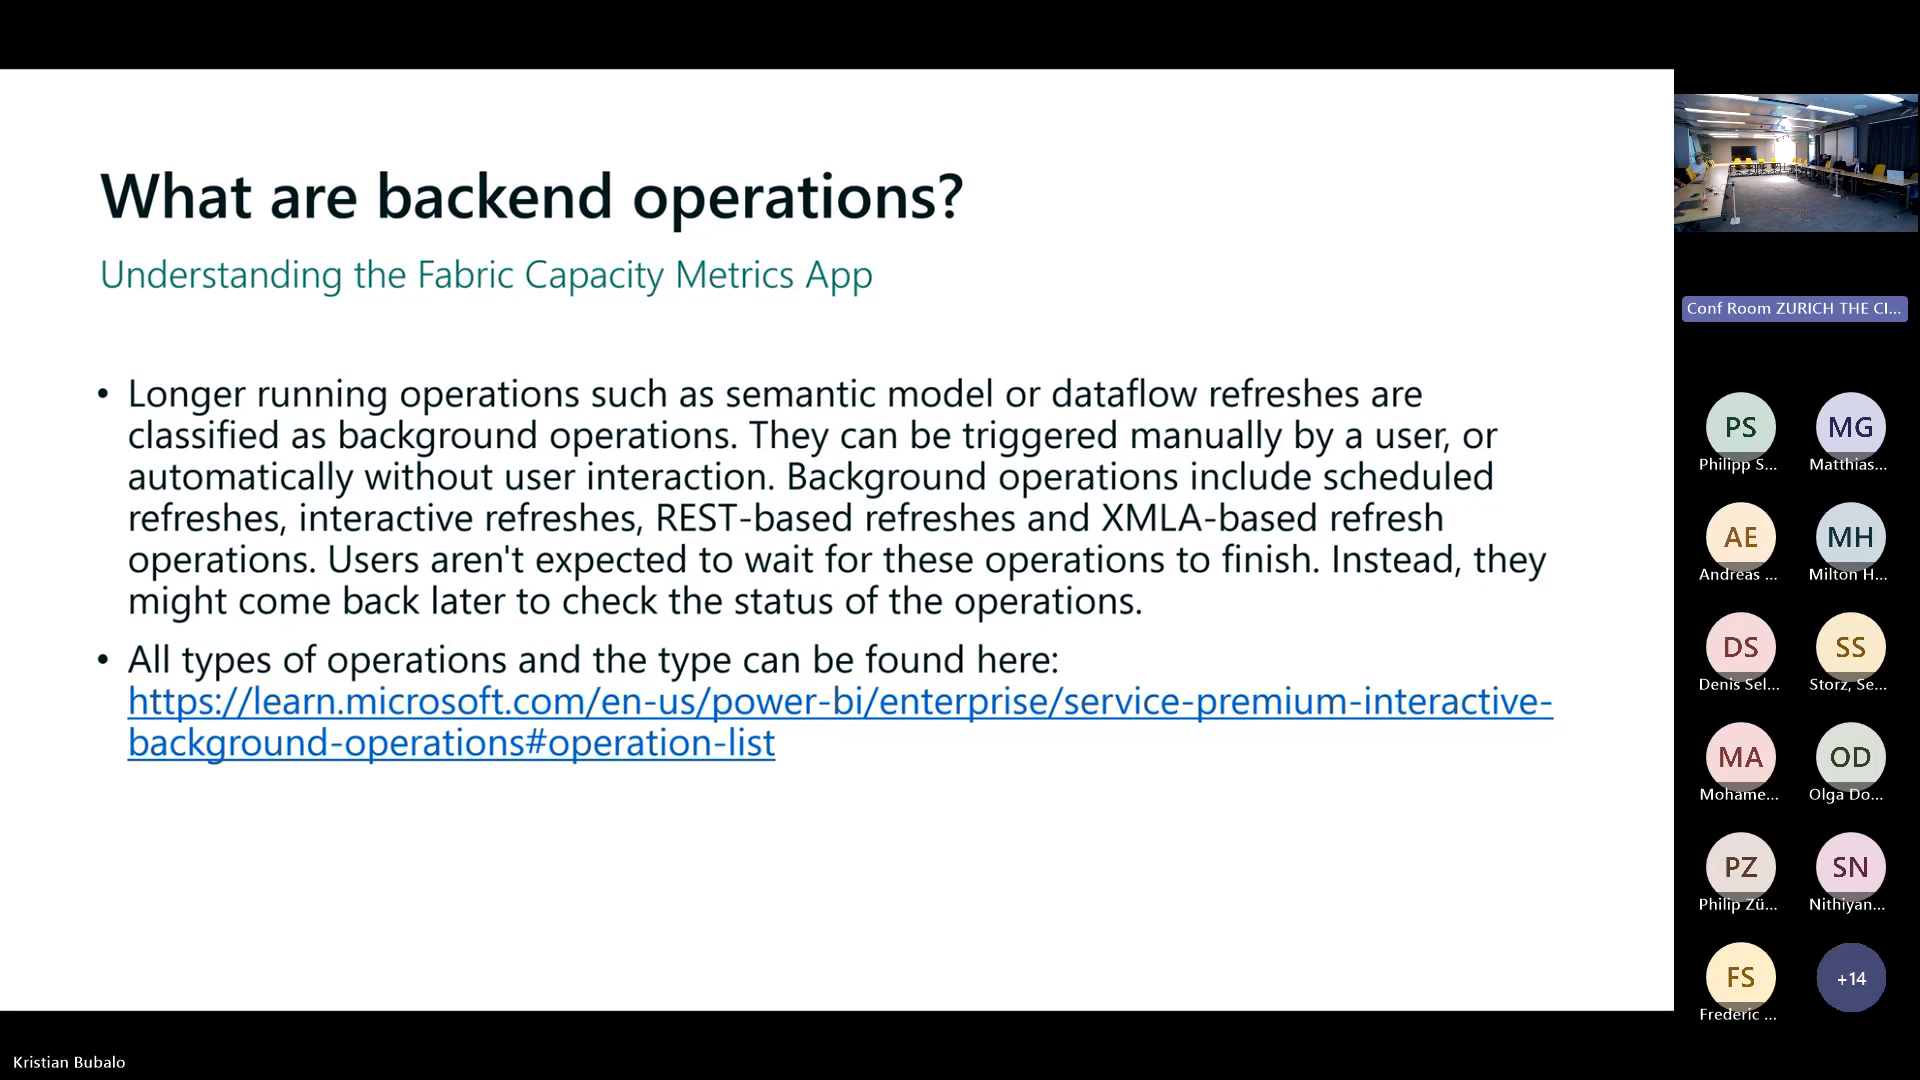 What are backend operations?
Understanding the Fabric Capacity Metrics App
• Longer running operations such as semantic model or dataflow refreshes are
classified as background operations. They can be triggered manually by a user, or
automatically without user interaction. Background operations include scheduled
refreshes, interactive refreshes, REST-based refreshes and XMLA-based refresh
operations. Users aren't expected to wait for these operations to finish. Instead, they
might come back later to check the status of the operations.
• All types of operations and the type can be found here:
https://learn.microsoft.com/en-us/power-bi/enterprise/service-premium-interactive-
background-operations#operation-list
Conf Room ZURICH THE CI...
PS MG
Philipp S... Matthias...
AE MH
Andreas ... Milton H...
DS SS
Denis Sel... Storz, Se...
MA OD
Mohame... Olga Do...
PZ SN
Philip Zü... Nithiyan...
FS +14
Frederic ...
Kristian Bubalo